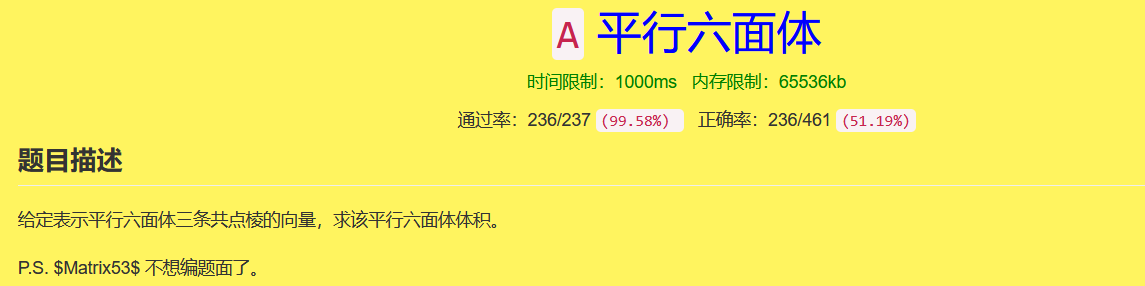 A 平行六面体
时间限制：1000ms 内存限制：65536kb
通过率：236/237 (99.58%) 正确率：236/461 (51.19%)
题目描述
给定表示平行六面体三条共点棱的向量，求该平行六面体体积。
P.S. $Matrix53$ 不想编题面了。